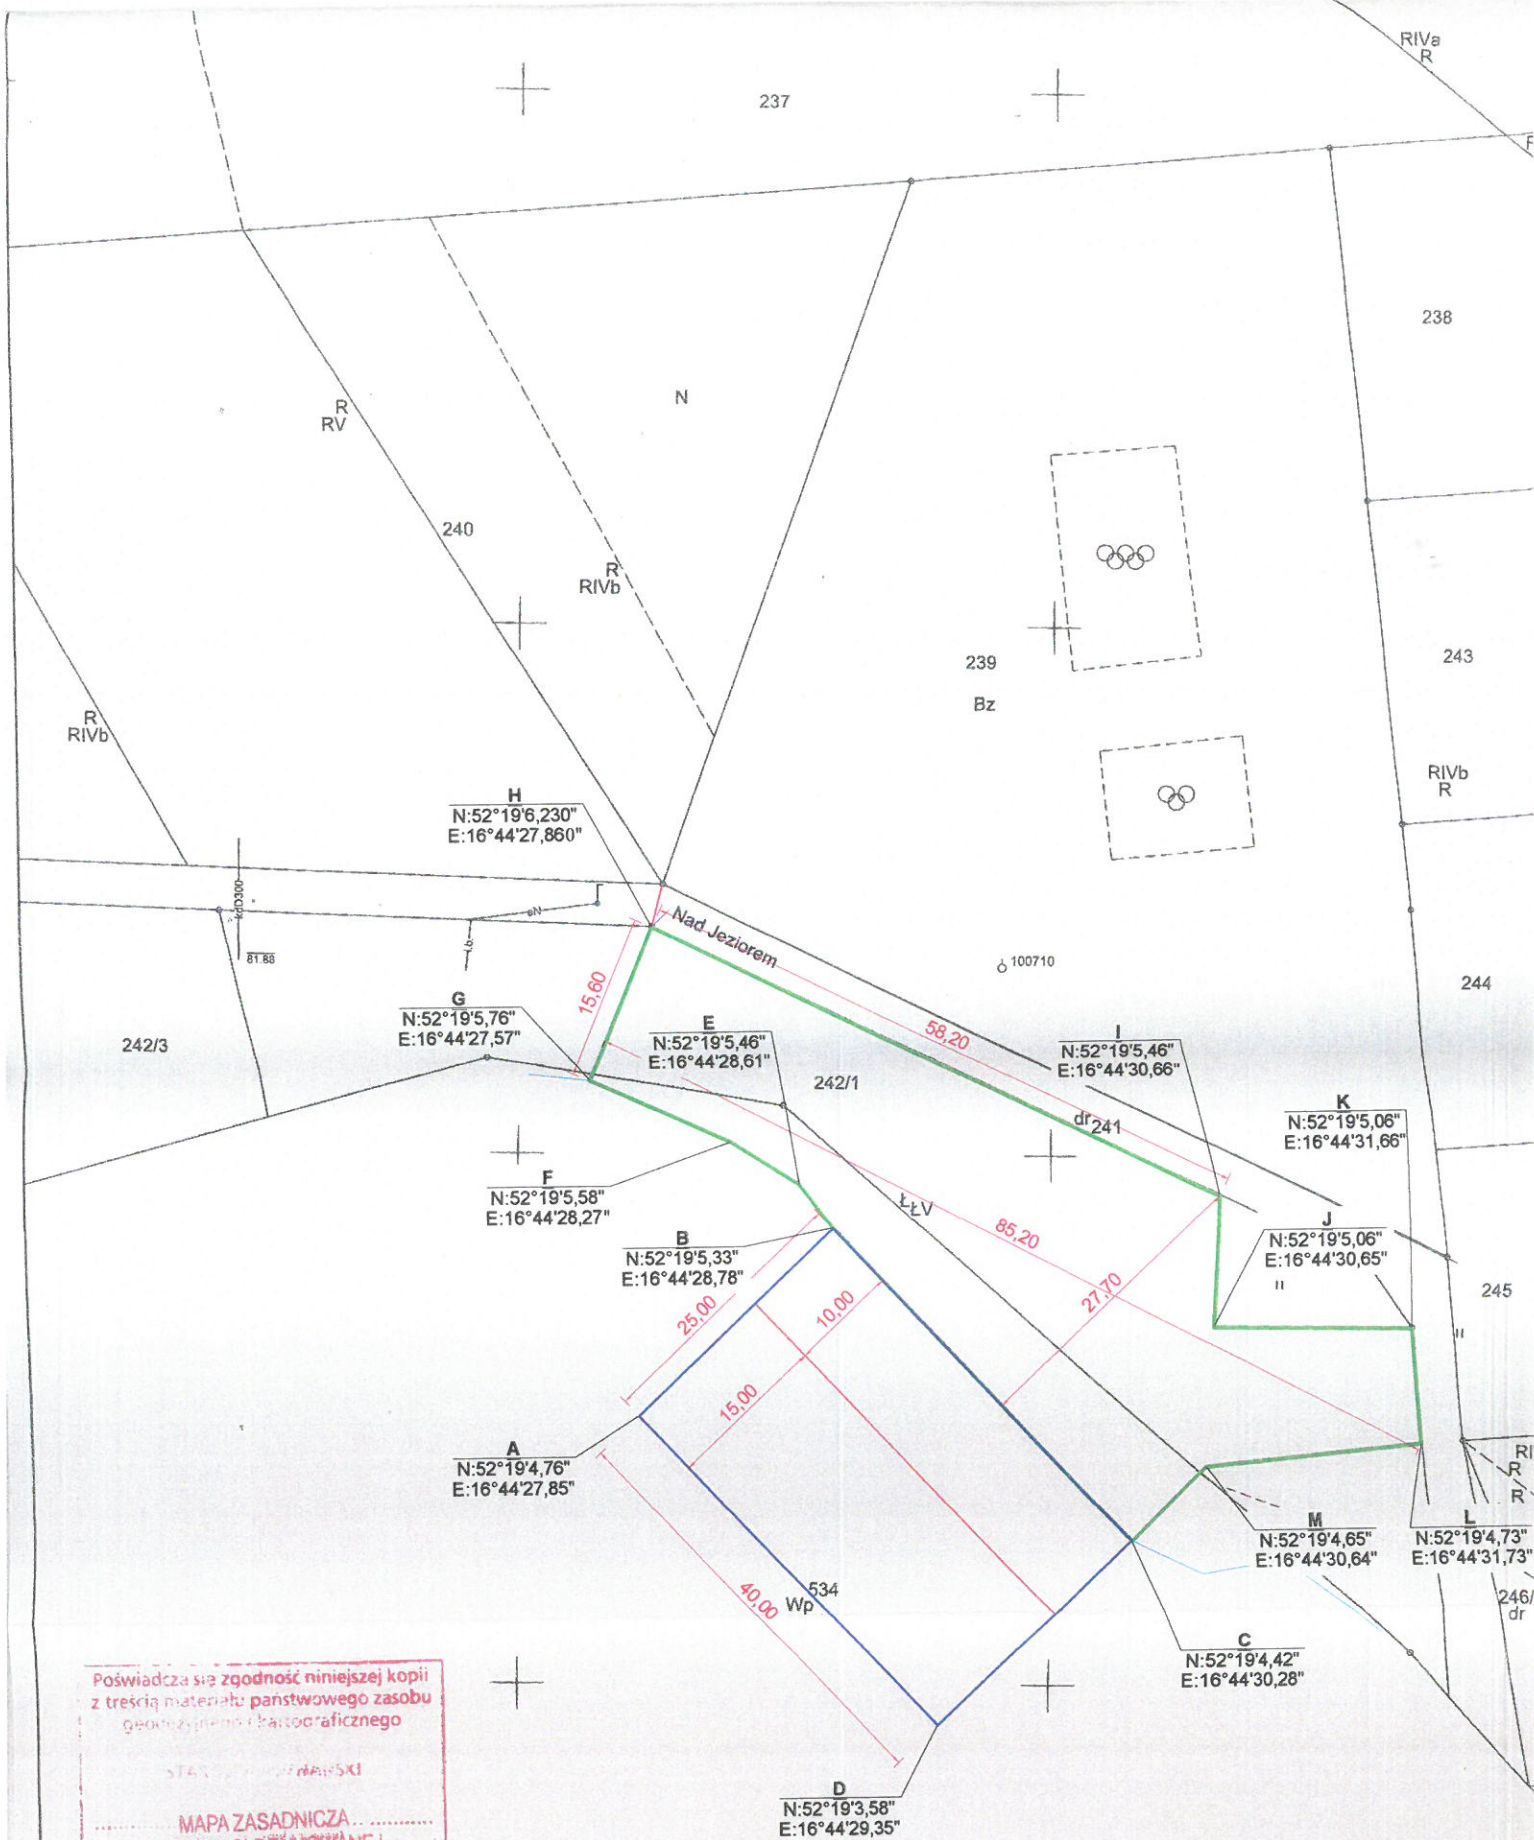 RIVa
R
237
238
R
RV
N
240
R
RIVb
239
Bz
243
R
RIVb
RIVb
R
H
N:52°19'6,230"
E:16°44'27,860"
kdD300
eN
81.88
Nad Jeziorem
100710
244
15,60
G
N:52°19'5,76"
E:16°44'27,57"
E
N:52°19'5,46"
E:16°44'28,61"
58,20
I
N:52°19'5,46"
E:16°44'30,66"
242/3
242/1
dr
241
K
N:52°19'5,06"
E:16°44'31,66"
F
N:52°19'5,58"
E:16°44'28,27"
Ł
ŁV
85,20
J
N:52°19'5,06"
E:16°44'30,65"
B
N:52°19'5,33"
E:16°44'28,78"
27,70
245
25,00
10,00
15,00
A
N:52°19'4,76"
E:16°44'27,85"
RI
R
R
M
N:52°19'4,65"
E:16°44'30,64"
L
N:52°19'4,73"
E:16°44'31,73"
40,00
534
Wp
246/
dr
C
N:52°19'4,42"
E:16°44'30,28"
Poświadcza się zgodność niniejszej kopii
z treścią materiału państwowego zasobu
geodezyjnego i kartograficznego
MAPA ZASADNICZA
D
N:52°19'3,58"
E:16°44'29,35"